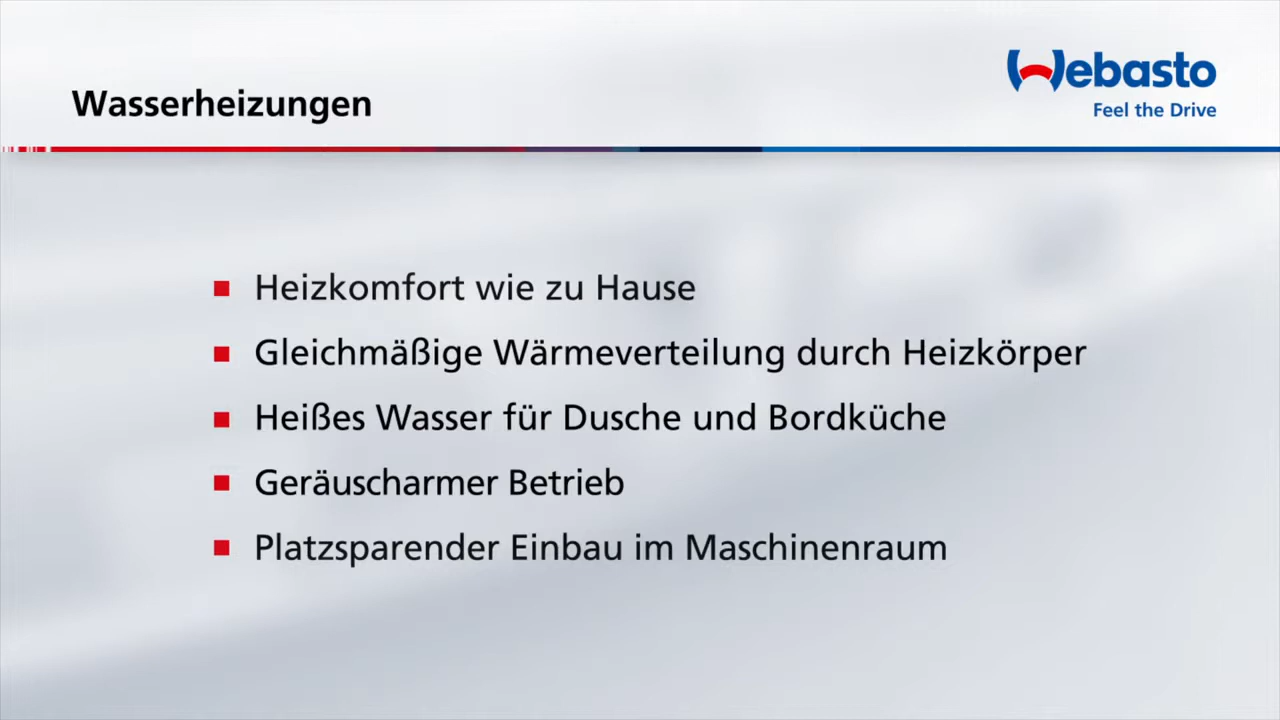 Webasto
Feel the Drive
Wasserheizungen
Heizkomfort wie zu Hause
Gleichmäßige Wärmeverteilung durch Heizkörper
Heißes Wasser für Dusche und Bordküche
Geräuscharmer Betrieb
Platzsparender Einbau im Maschinenraum